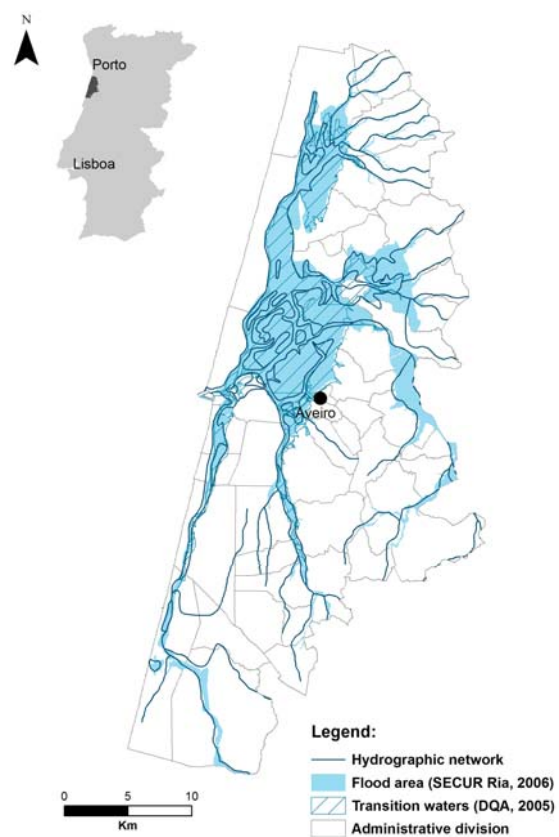 N
Porto
Lisboa
Aveiro
Legend:
Hydrographic network
Flood area (SECUR Ria, 2006)
Transition waters (DQA, 2005)
Administrative division
0 5 10
Km